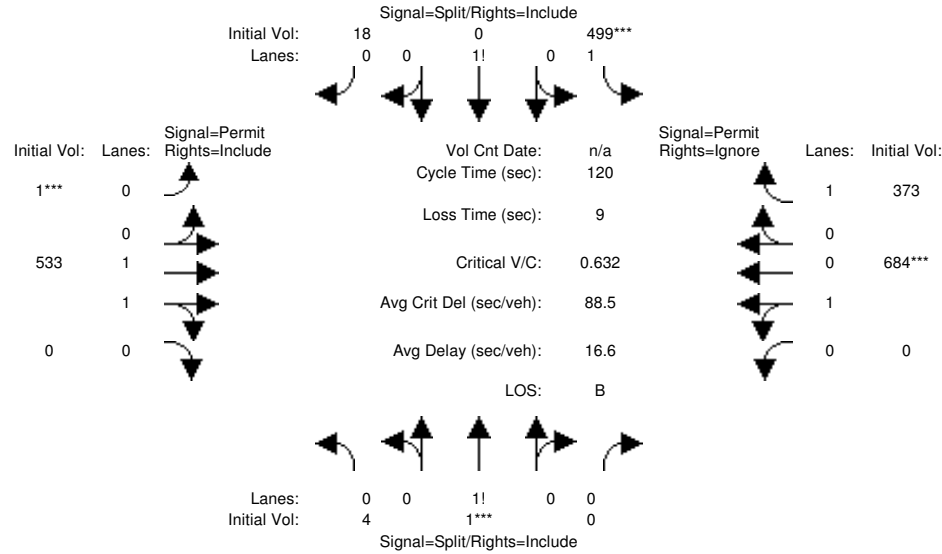 Signal=Split/Rights=Include
Initial Vol: 18 0 499***
Lanes: 0 0 1! 0 1
Signal=Permit
Initial Vol: Lanes: Rights=Include
Vol Cnt Date: n/a
Signal=Permit
Rights=Ignore Lanes: Initial Vol:
Cycle Time (sec): 120
1*** 0
1 373
Loss Time (sec): 9
0
0
533 1
Critical V/C: 0.632
0 684***
1
Avg Crit Del (sec/veh): 88.5
1
0 0
Avg Delay (sec/veh): 16.6
0 0
LOS: B
Lanes: 0 0 1! 0 0
Initial Vol: 4 1*** 0
Signal=Split/Rights=Include